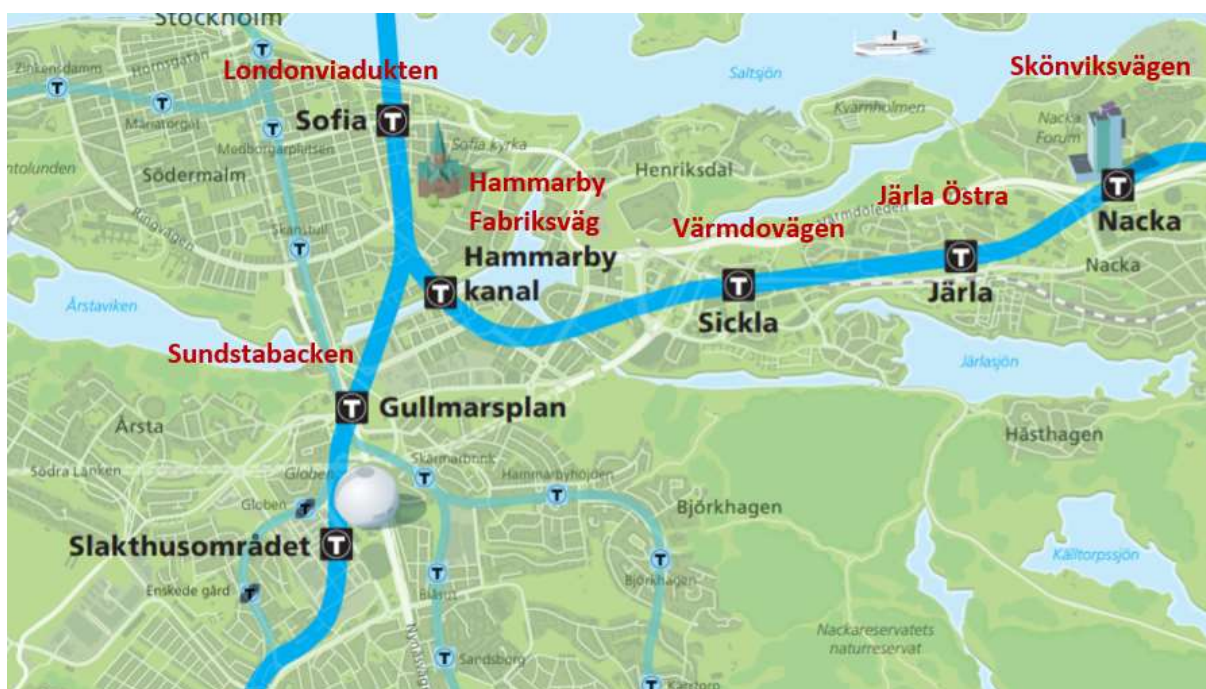 Stockholm
Londonviadukten
Skönviksvägen
Zinkensdamm
Hornsgatan
Saltsjön
Kvarnholmen
Nacka
Forum
Sofia
T
Mariatorget
Medborgarplatsen
Sofia kyrka
Henriksdal
Södermalm
Hammarby
Fabriksväg
Järla Östra
Värmdovägen
Värmdöleden
Nacka
Ringvägen
Skanstull
Hammarby
kanal
Nacka
Järla
Sickla
Årstaviken
Sundstabacken
Järlasjön
Gullmarsplan
Årsta
Hästhagen
Södra Länken
Globen
Skärmarbrink
Hammarbyhöjden
Globen
Björkhagen
Slakthusområdet
Källtorpssjön
Enskede gård
Blåsut
Björkhagen
Nackareservatets
naturreservat
Sandsborg
Kärrtorp